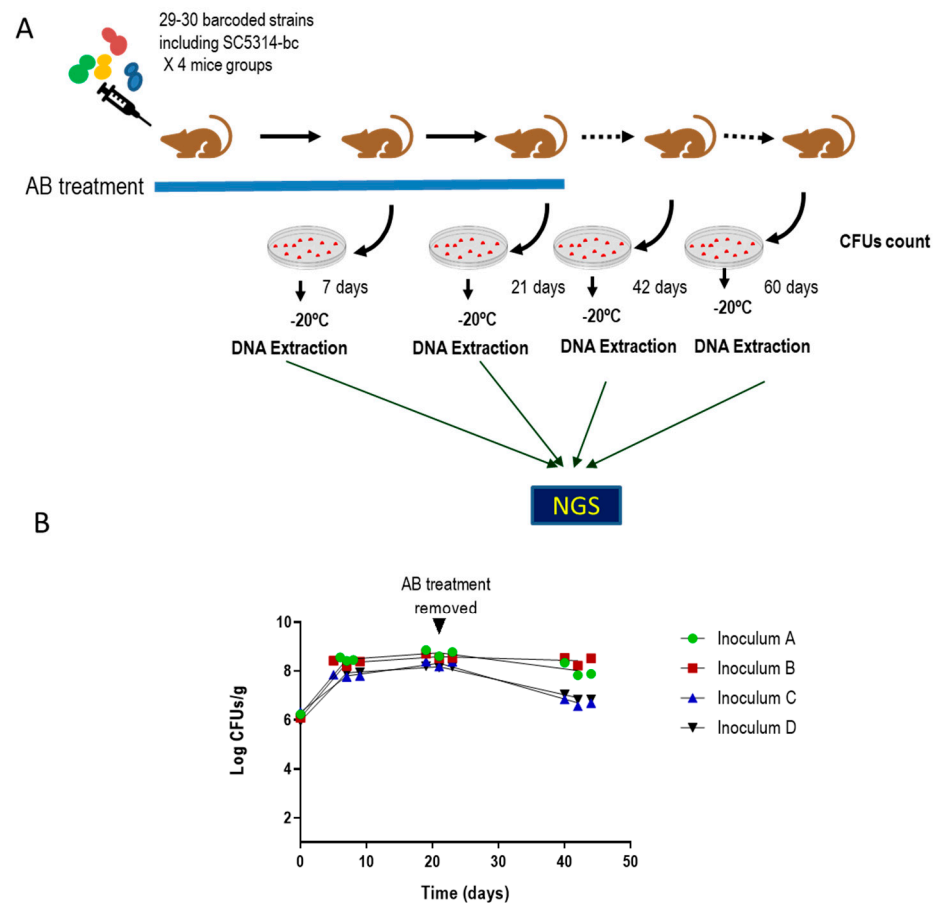 A
29-30 barcoded strains
including SC5314-bc
X 4 mice groups
AB treatment
CFUs count
7 days
21 days
42 days
60 days
-20ºC
-20ºC
-20ºC
-20ºC
DNA Extraction
DNA Extraction
DNA Extraction
DNA Extraction
NGS
B
AB treatment
removed
10
8
6
4
2
Log CFUs/g
0
10
20
30
40
50
Time (days)
Inoculum A
Inoculum B
Inoculum C
Inoculum D